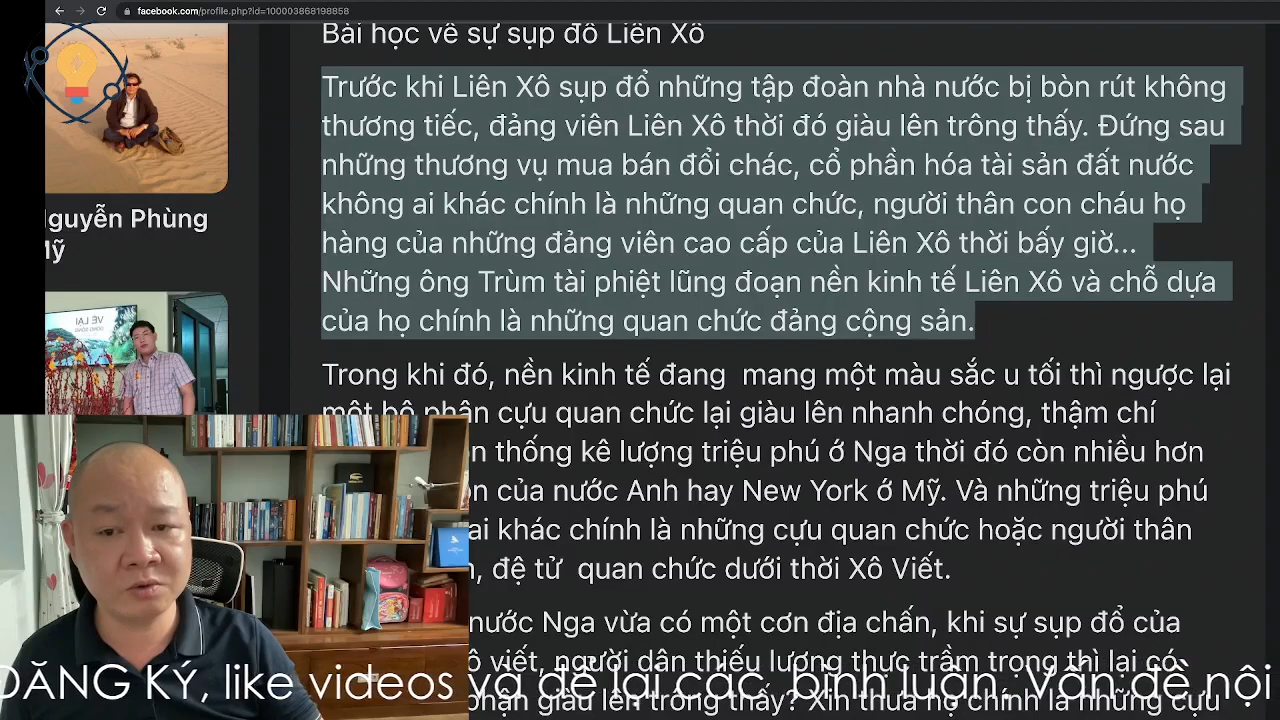 facebook.com/profile.php?id=100003868198858
Bài học về sự sụp đổ Liên Xô
Trước khi Liên Xô sụp đổ những tập đoàn nhà nước bị bòn rút không
thương tiếc, đảng viên Liên Xô thời đó giàu lên trông thấy. Đứng sau
những thương vụ mua bán đổi chác, cổ phần hóa tài sản đất nước
không ai khác chính là những quan chức, người thân con cháu họ
hàng của những đảng viên cao cấp của Liên Xô thời bấy giờ...
Những ông Trùm tài phiệt lũng đoạn nền kinh tế Liên Xô và chỗ dựa
của họ chính là những quan chức đảng cộng sản.
Trong khi đó, nền kinh tế đang mang một màu sắc u tối thì ngược lại
một bộ phận cựu quan chức lại giàu lên nhanh chóng, thậm chí
thống kê lượng triệu phú ở Nga thời đó còn nhiều hơn
của nước Anh hay New York ở Mỹ. Và những triệu phú
ai khác chính là những cựu quan chức hoặc người thân
đệ tử quan chức dưới thời Xô Viết.
nước Nga vừa có một cơn địa chấn, khi sự sụp đổ của
viết, người dân thiếu lương thực trầm trọng thì lại có
phận giàu lên trông thấy? Xin thưa họ chính là những cựu
Nguyễn Phùng
Mỹ
VỀ LẠI
ĐĂNG KÝ, like videos và để lại các bình luận. Vấn đề nội